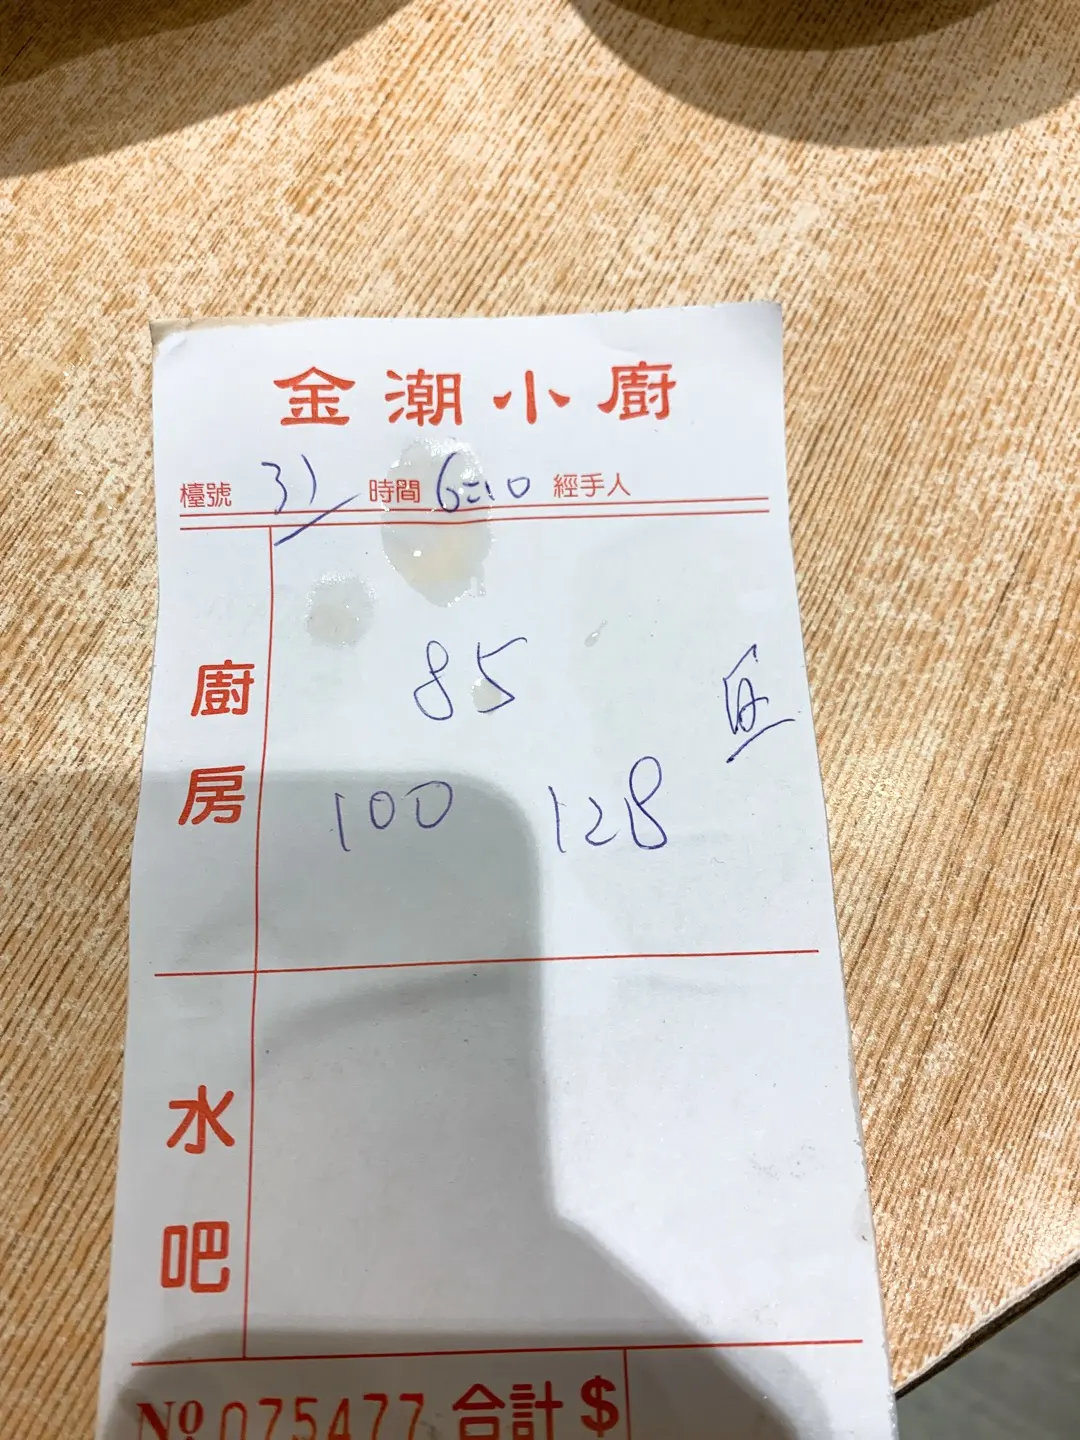 金潮小廚
檯號 31 時間 6:10 經手人
廚房
85
100 128
水吧
No 075477 合計 $